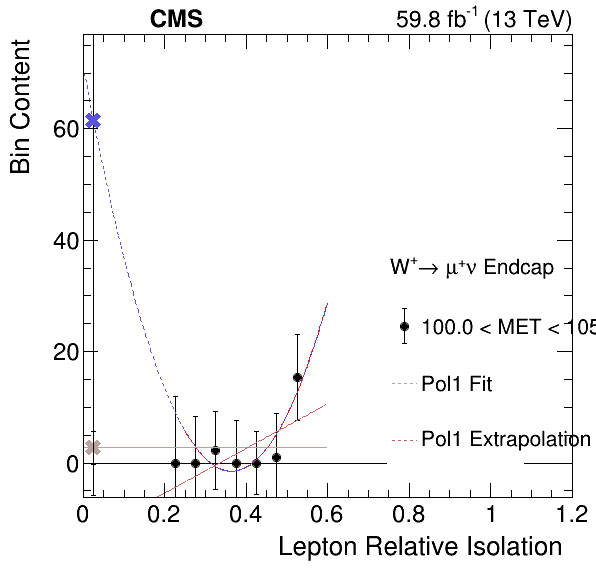 CMS
59.8 fb-1 (13 TeV)
Bin Content
60
40
20
0
W+→ μ+ν Endcap
100.0 < MET < 105
Pol1 Fit
Pol1 Extrapolation
0 0.2 0.4 0.6 0.8 1 1.2
Lepton Relative Isolation